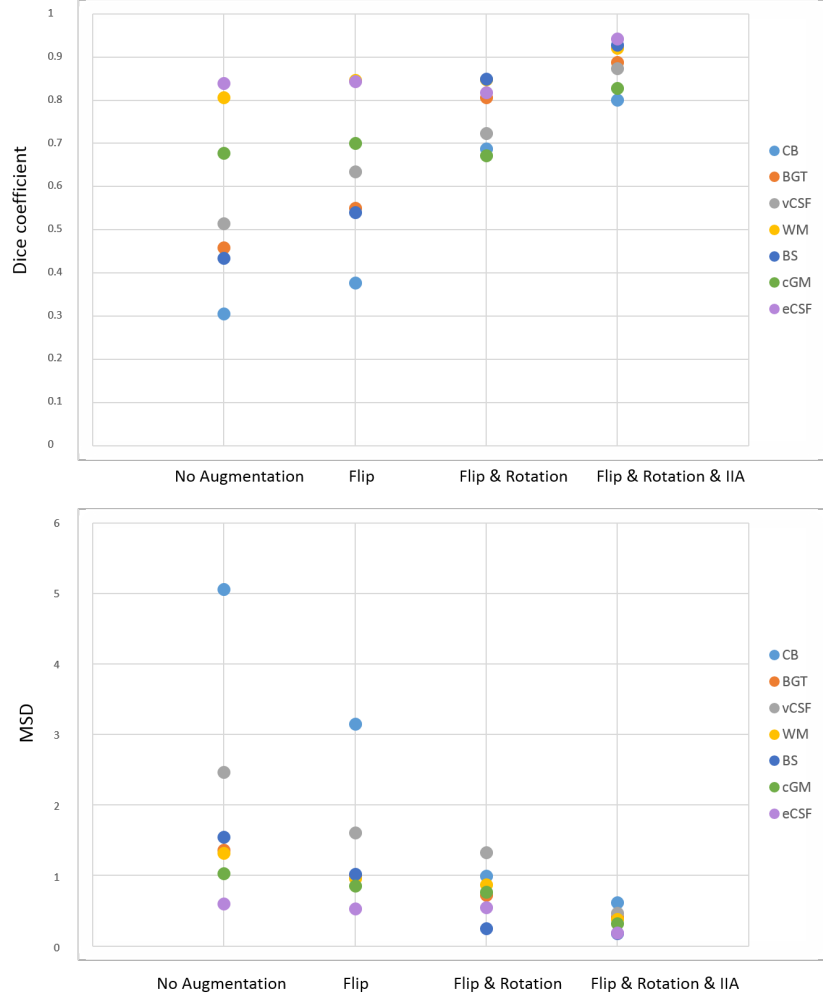 1
0.9
0.8
0.7
0.6
0.5
0.4
0.3
0.2
0.1
0
Dice coefficient
No Augmentation Flip Flip & Rotation Flip & Rotation & IIA
CB
BGT
vCSF
WM
BS
cGM
eCSF
6
5
4
3
2
1
0
MSD
No Augmentation Flip Flip & Rotation Flip & Rotation & IIA
CB
BGT
vCSF
WM
BS
cGM
eCSF